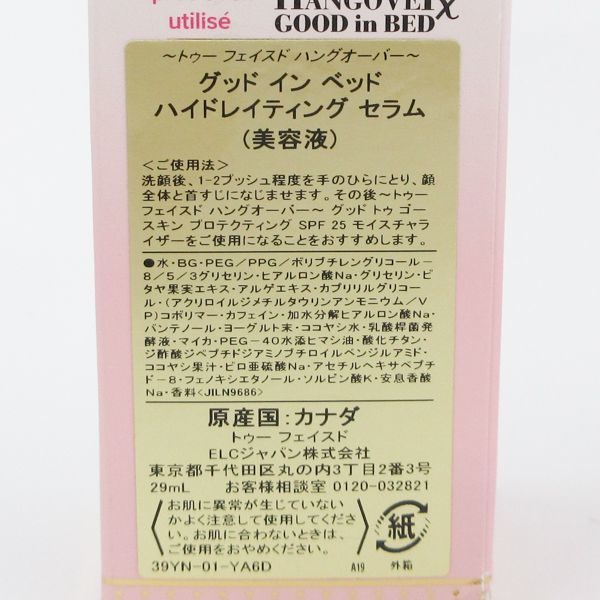 utilisé
HANGOVER
GOOD in BED
～トゥー フェイスド ハングオーバー～
グッド イン ベッド
ハイドレイティング セラム
(美容液)
＜ご使用法＞
洗顔後、1-2プッシュ程度を手のひらにとり、顔
全体と首すじになじませます。その後～トゥー
フェイスド ハングオーバー～ グッド トゥ ゴー
スキン プロテクティング SPF 25 モイスチャラ
イザーをご使用になることをおすすめします。
●水・BG・PEG／PPG／ポリブチレングリコール－
8／5／3グリセリン・ヒアルロン酸Na・グリセリン・ビ
タヤ果実エキス・アルゲエキス・カプリリルグリコー
ル・(アクリロイルジメチルタウリンアンモニウム／V
P)コポリマー・カフェイン・加水分解ヒアルロン酸Na・
パンテノール・ヨーグルト末・ココヤシ水・乳酸桿菌発
酵液・マイカ・PEG－40水添ヒマシ油・酸化チタン・
ジ酢酸ジペプチドジアミノブチロイルベンジルアミド・
ココヤシ果汁・ピロ亜硫酸Na・アセチルヘキサペプチ
ド－8・フェノキシエタノール・ソルビン酸K・安息香酸
Na・香料<JILN9686>
原産国：カナダ
トゥー フェイスド
ELCジャパン株式会社
東京都千代田区丸の内3丁目2番3号
29mL お客様相談室 0120-032821
お肌に異常が生じていない
かよく注意して使用してくだ
さい。お肌に合わないときは、
ご使用をおやめください。
紙
39YN-01-YA6D A19 外箱